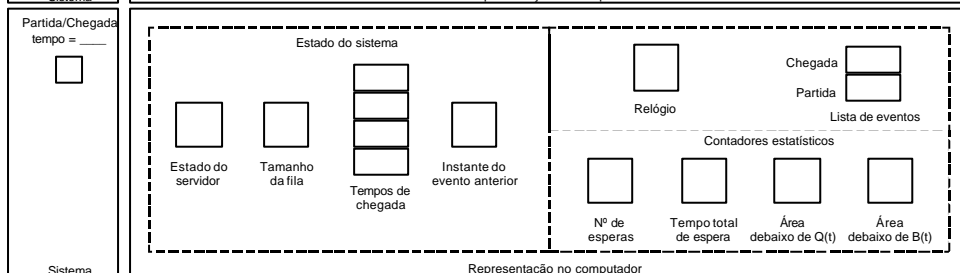 Partida/Chegada
tempo = ____
Sistema
Estado do sistema
Estado do
servidor
Tamanho
da fila
Tempos de
chegada
Instante do
evento anterior
Relógio
Chegada
Partida
Lista de eventos
Contadores estatísticos
Nº de
esperas
Tempo total
de espera
Área
debaixo de Q(t)
Área
debaixo de B(t)
Representação no computador